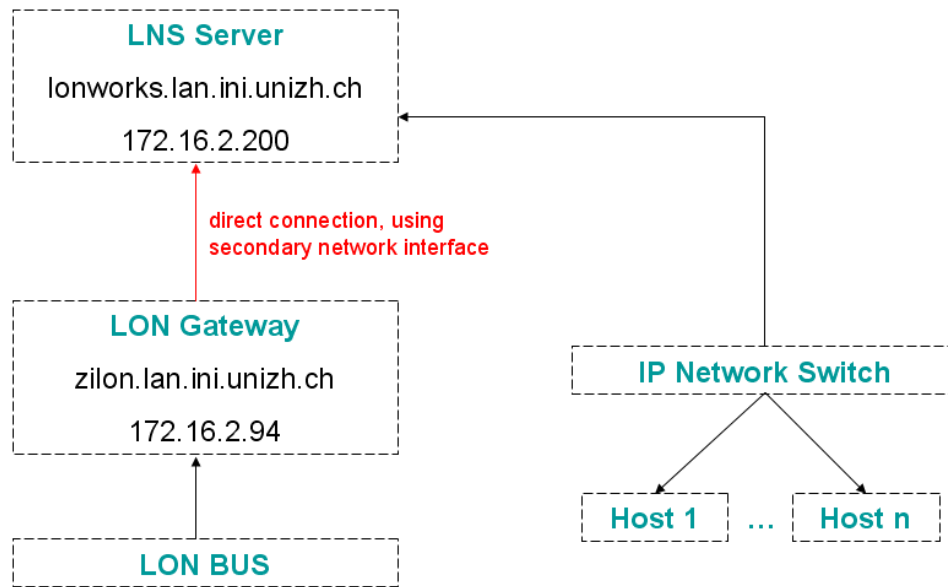 LNS Server
lonworks.lan.ini.unizh.ch
172.16.2.200
direct connection, using
secondary network interface
LON Gateway
zilon.lan.ini.unizh.ch
172.16.2.94
LON BUS
IP Network Switch
Host 1 ... Host n